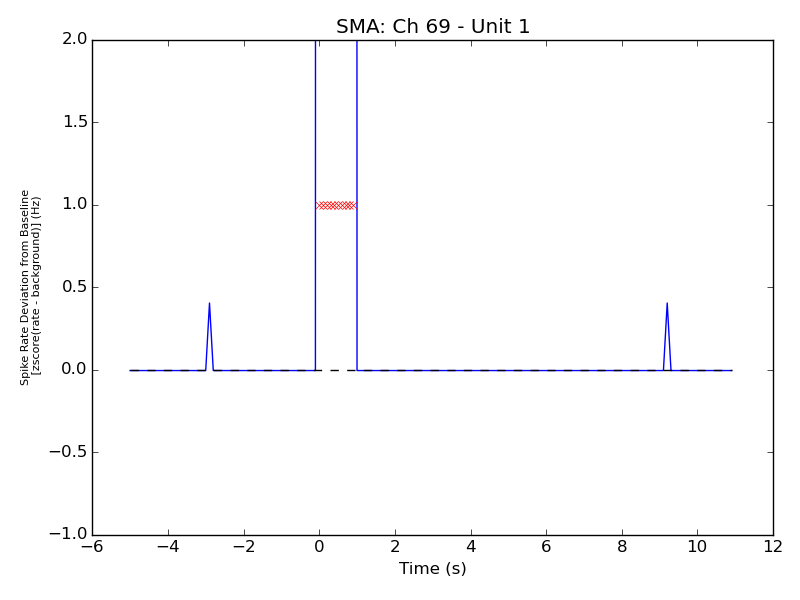 SMA: Ch 69 - Unit 1
2.0
1.5
1.0
0.5
0.0
−0.5
−1.0
Spike Rate Deviation from Baseline
[zscore(rate - background)] (Hz)
−6 −4 −2 0 2 4 6 8 10 12
Time (s)